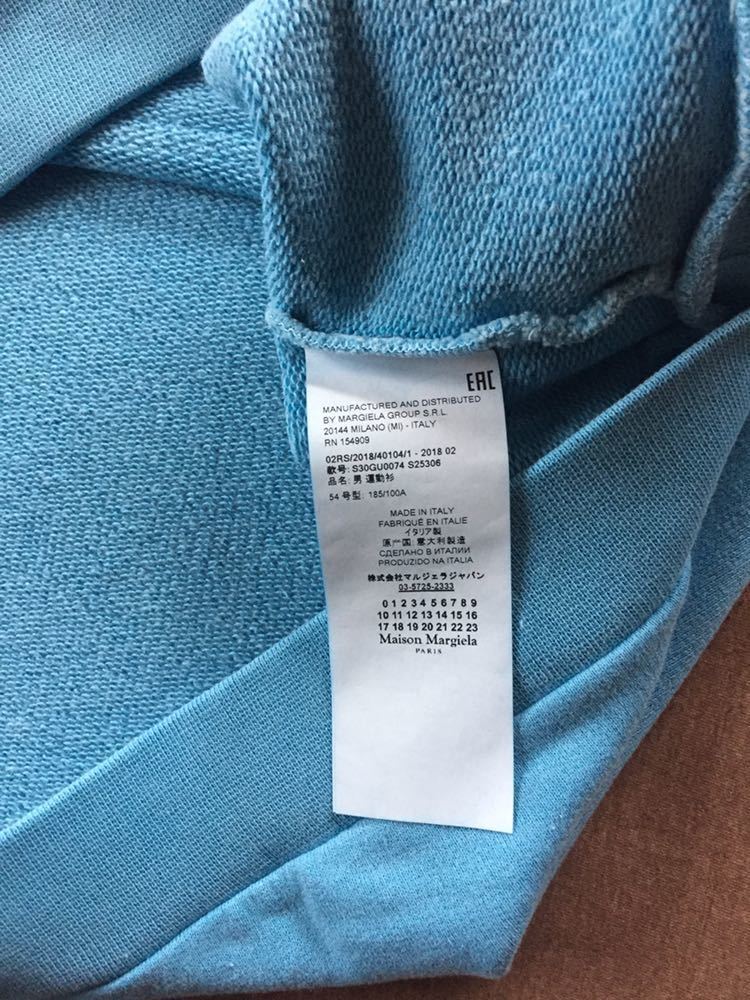 EAC
MANUFACTURED AND DISTRIBUTED
BY MARGIELA GROUP S.R.L.
20144 MILANO (MI) - ITALY
RN 154909
02RS/2018/40104/1 - 2018 02
款号: S30GU0074 S25306
品名: 男 運動衫
54 号型: 185/100A
MADE IN ITALY
FABRIQUÉ EN ITALIE
イタリア製
原产国: 意大利製造
СДЕЛАНО В ИТАЛИИ
PRODUZIDO NA ITALIA
株式会社マルジェラジャパン
03-5725-2333
0 1 2 3 4 5 6 7 8 9
10 11 12 13 14 15 16
17 18 19 20 21 22 23
Maison Margiela
PARIS